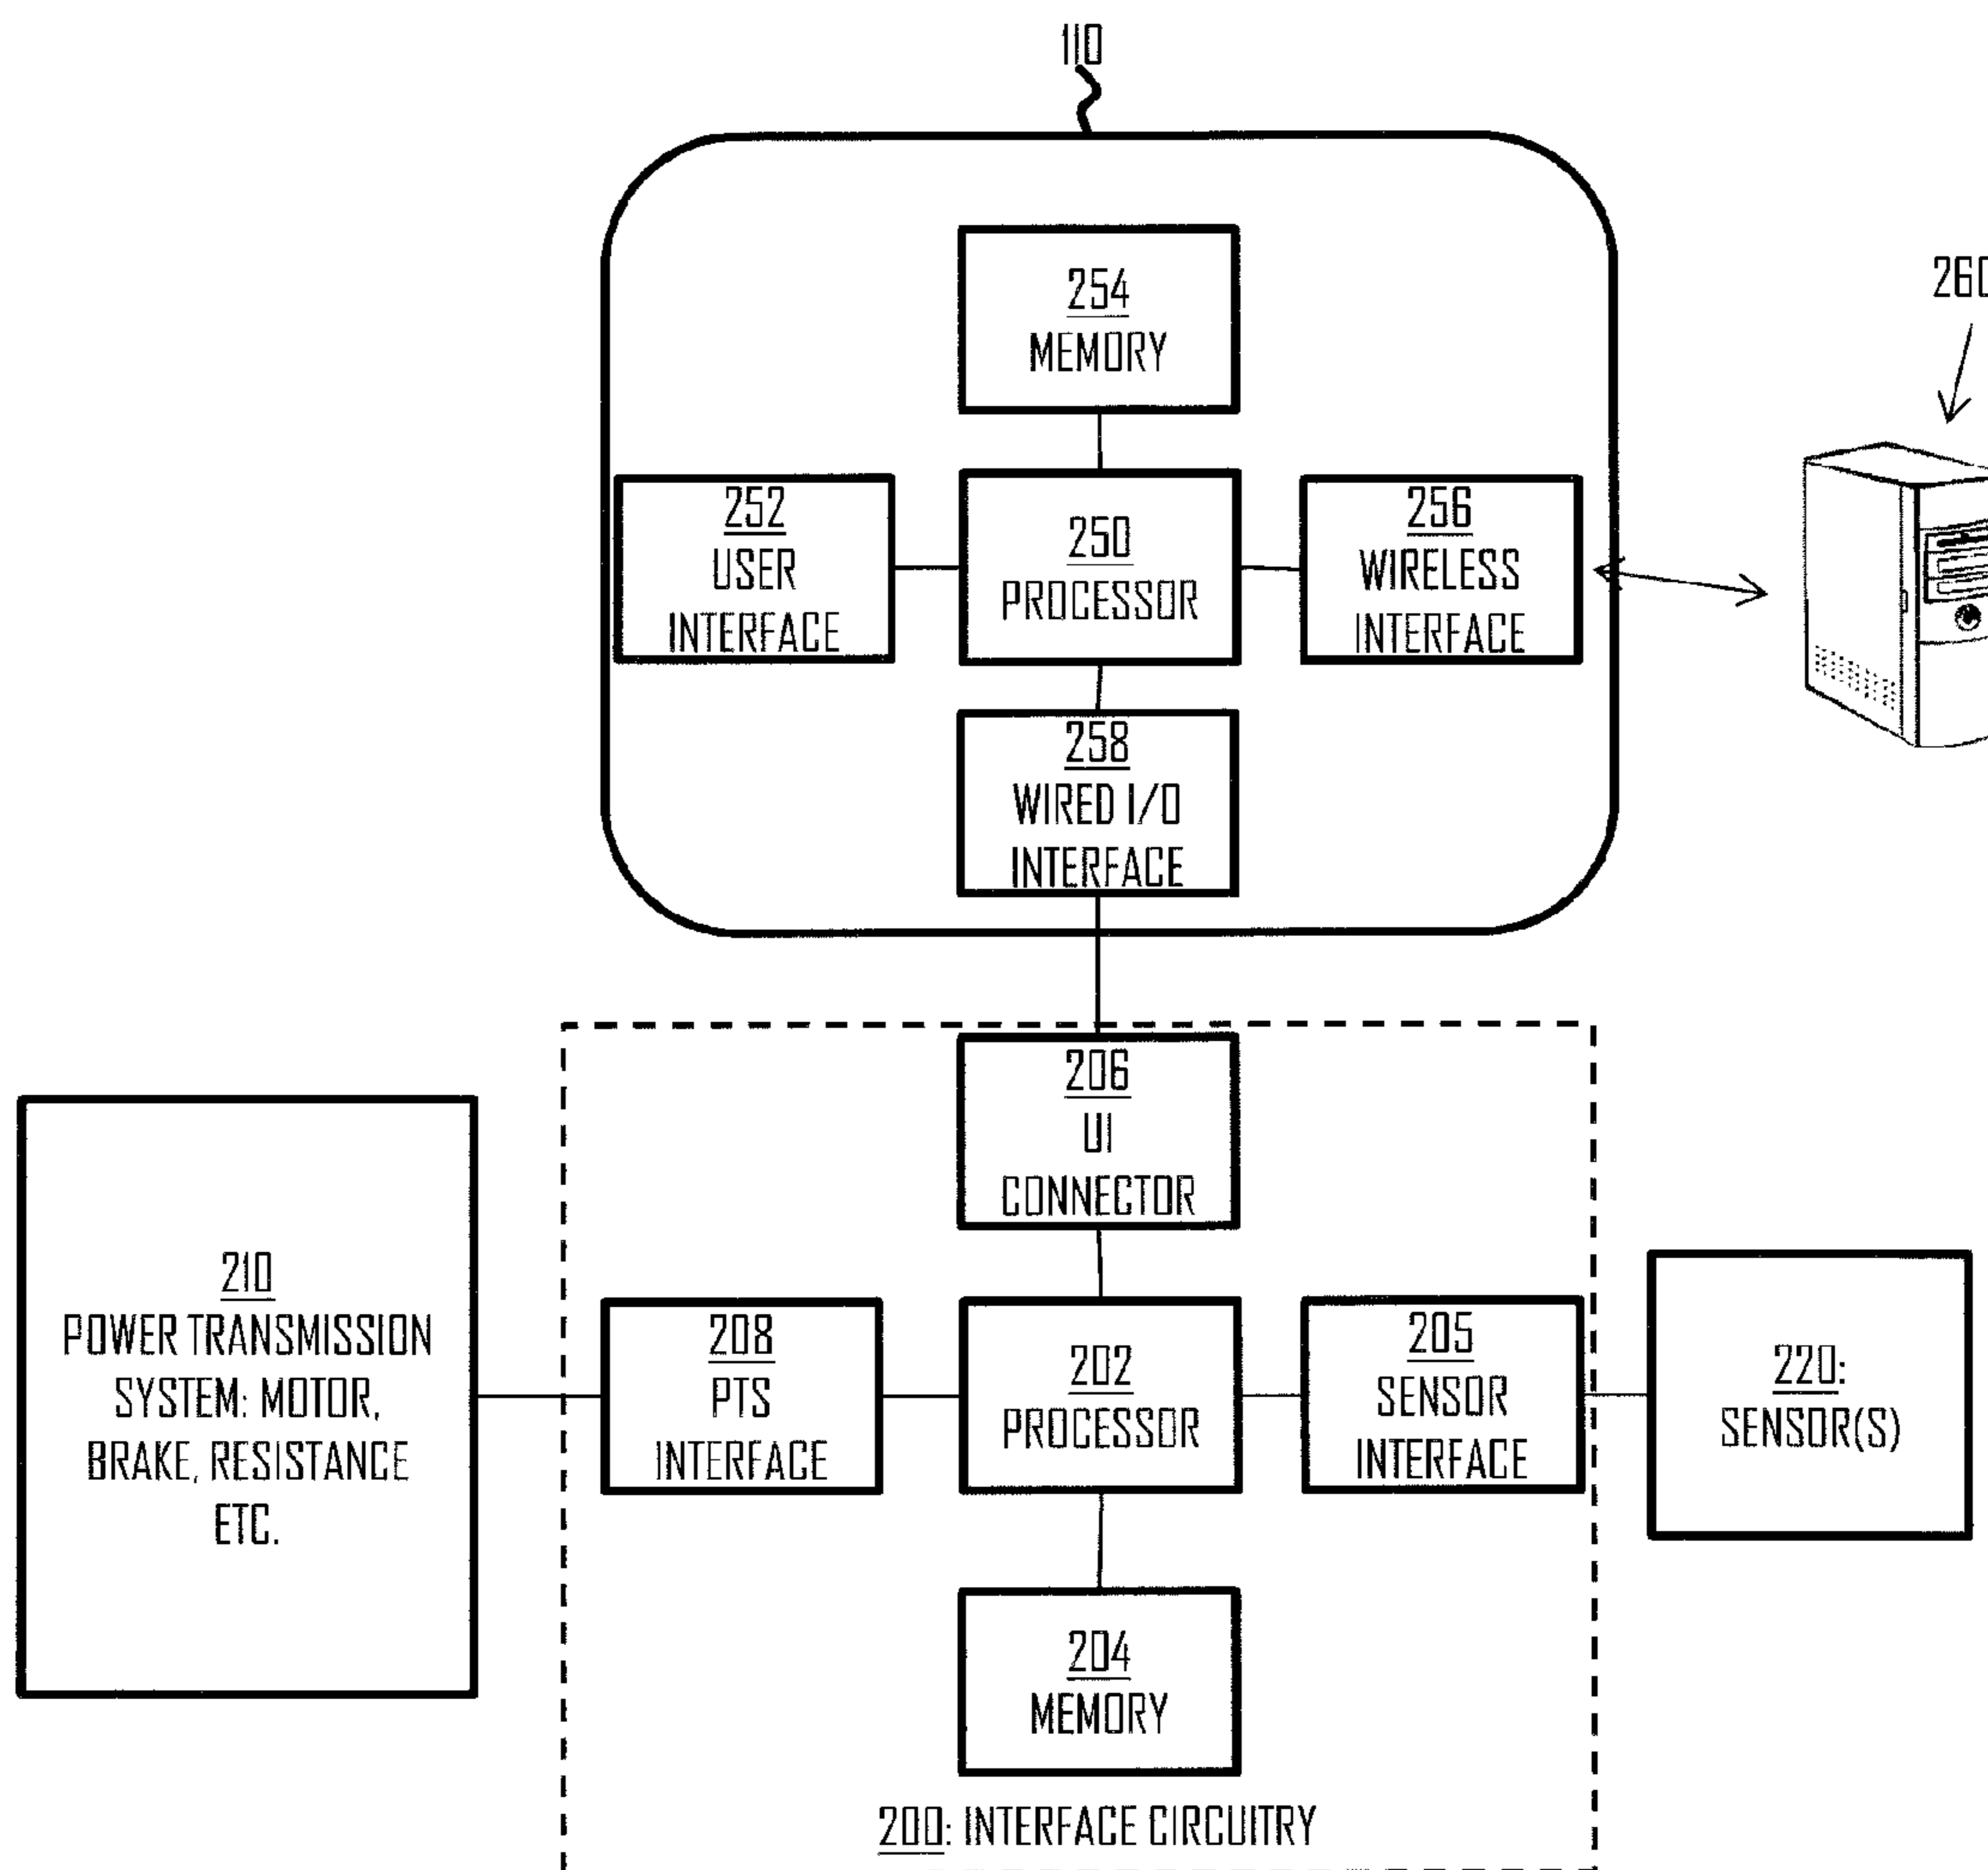 110
254
MEMORY
260
252
USER
INTERFACE
250
PROCESSOR
256
WIRELESS
INTERFACE
258
WIRED I/O
INTERFACE
206
UI
CONNECTOR
210
POWER TRANSMISSION
SYSTEM: MOTOR,
BRAKE, RESISTANCE
ETC.
208
PTS
INTERFACE
202
PROCESSOR
205
SENSOR
INTERFACE
220:
SENSOR(S)
204
MEMORY
200: INTERFACE CIRCUITRY